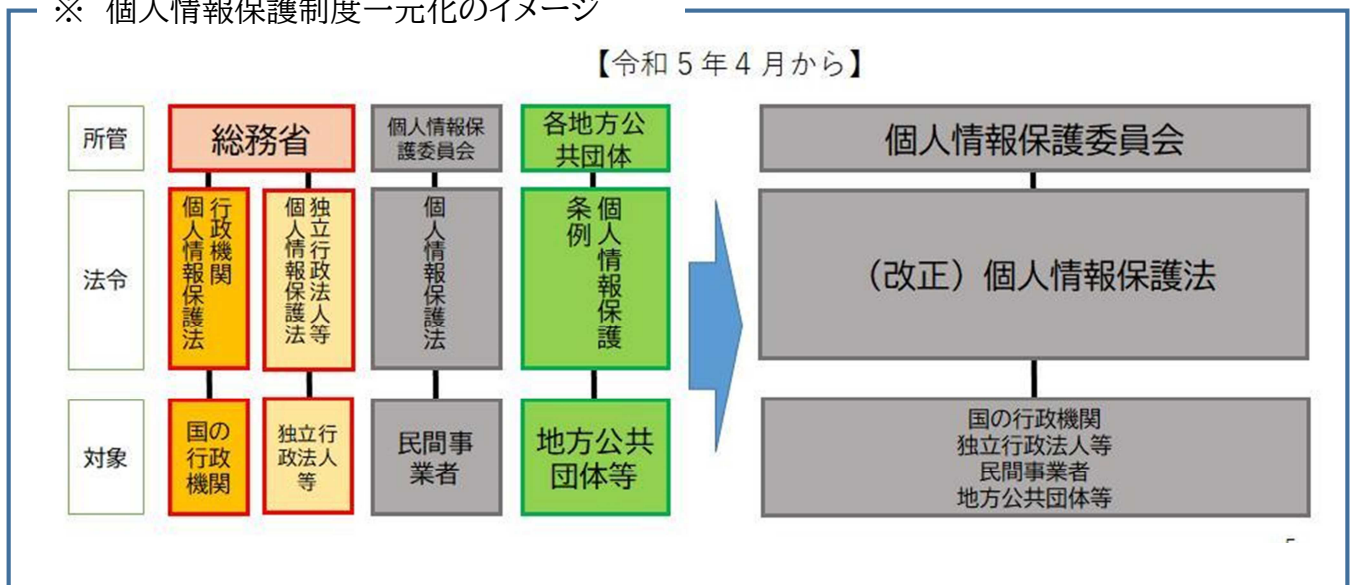 ※ 個人情報保護制度一元化のイメージ
【令和5年4月から】
所管
総務省
個人情報保
護委員会
各地方公
共団体
個人情報保護委員会
法令
行政機関
個人情報保護法
独立行政法人等
個人情報保護法
個人情報保護法
個人情報保護
条例
（改正）個人情報保護法
対象
国の
行政
機関
独立行
政法人
等
民間事
業者
地方公共
団体等
国の行政機関
独立行政法人等
民間事業者
地方公共団体等